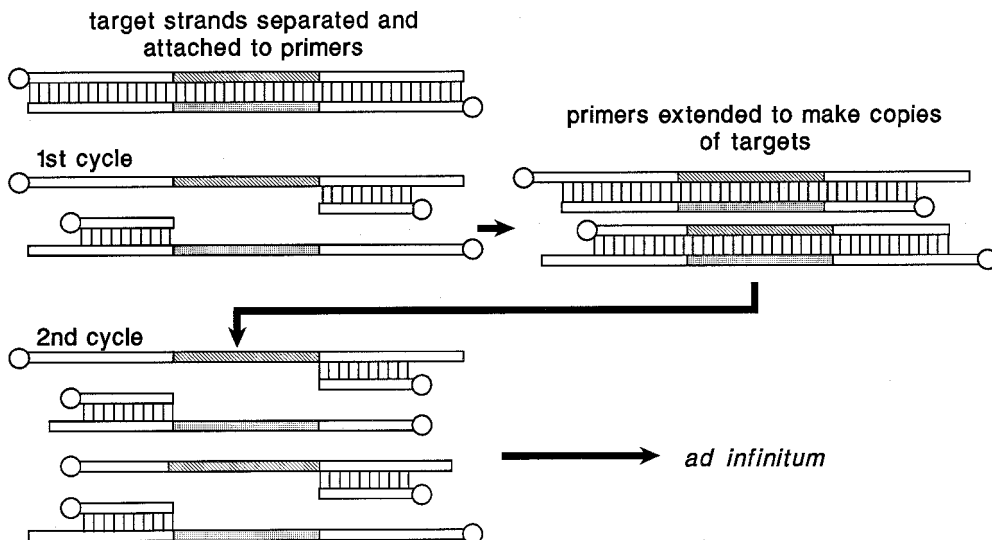 target strands separated and
attached to primers
1st cycle
primers extended to make copies
of targets
2nd cycle
ad infinitum